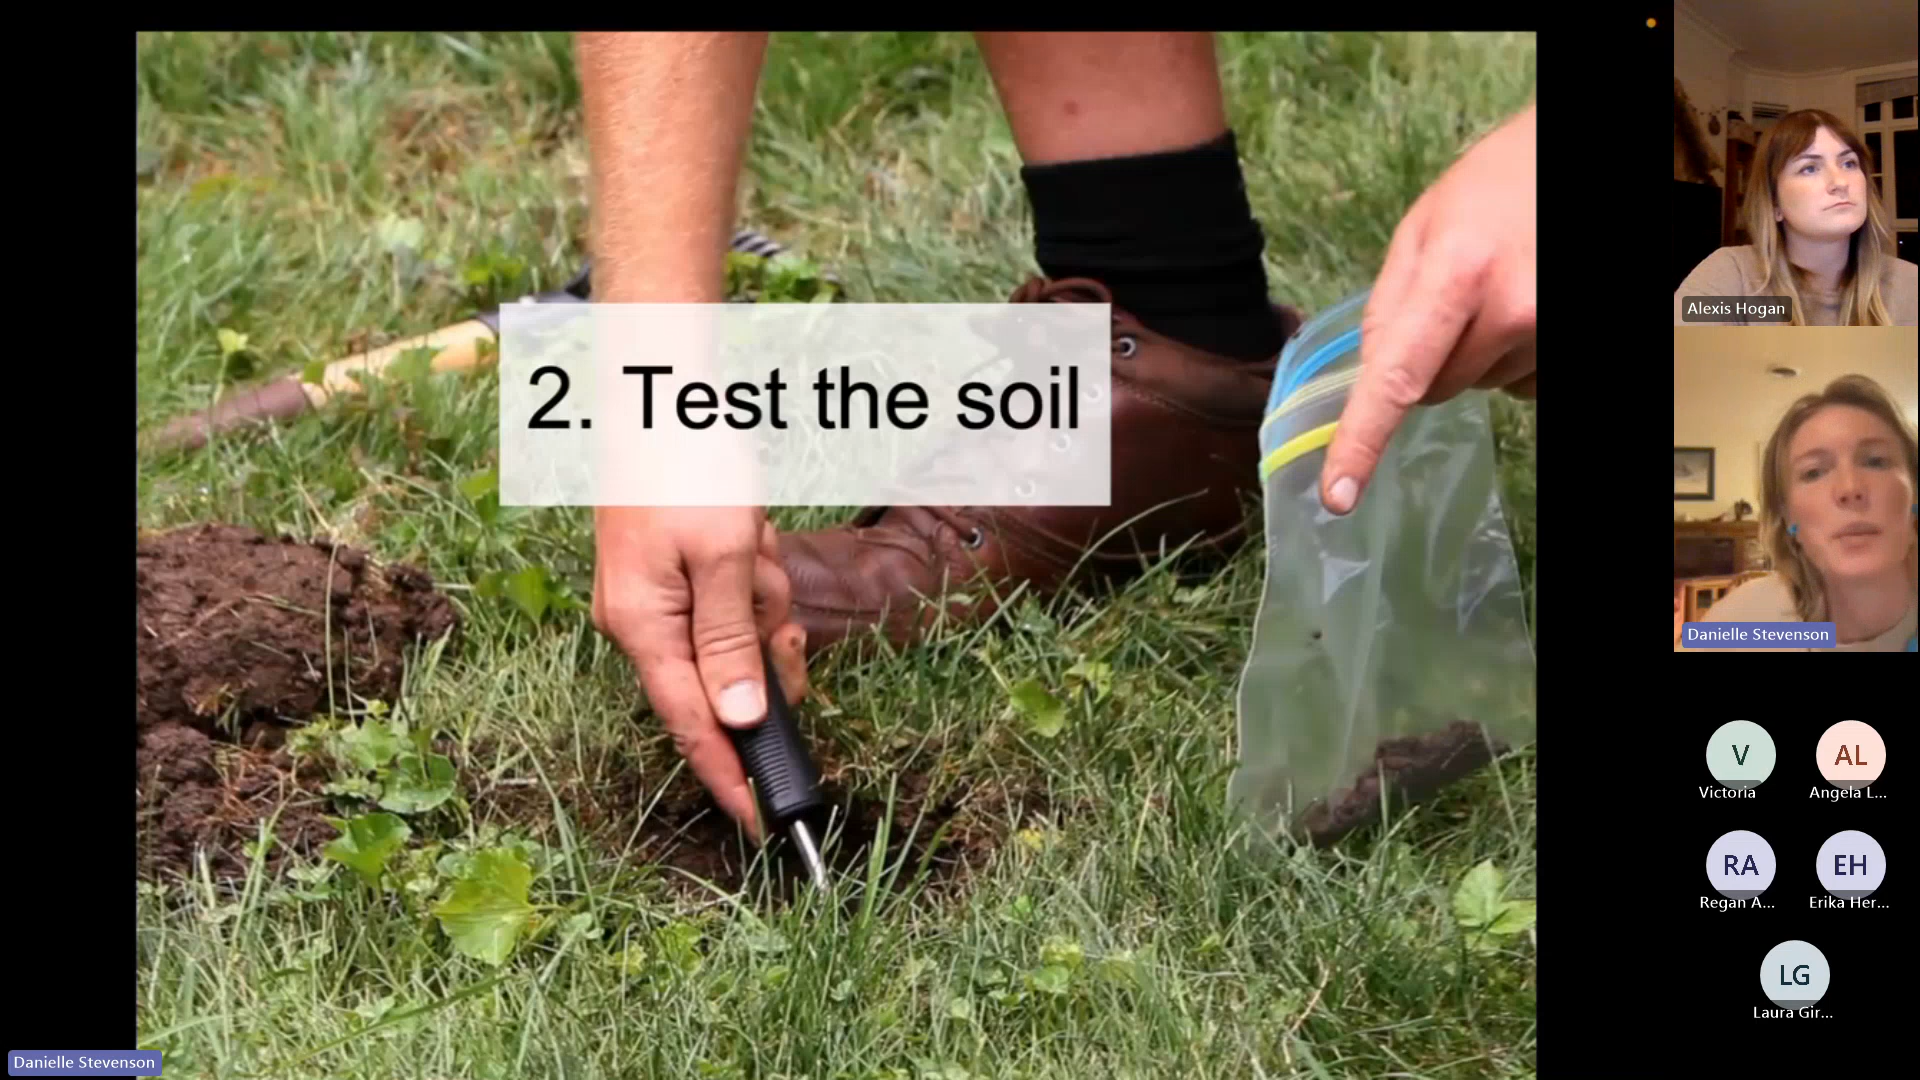 2. Test the soil
Alexis Hogan
Danielle Stevenson
V
Victoria
AL
Angela L...
RA
Regan A...
EH
Erika Her...
LG
Laura Gir...
Danielle Stevenson